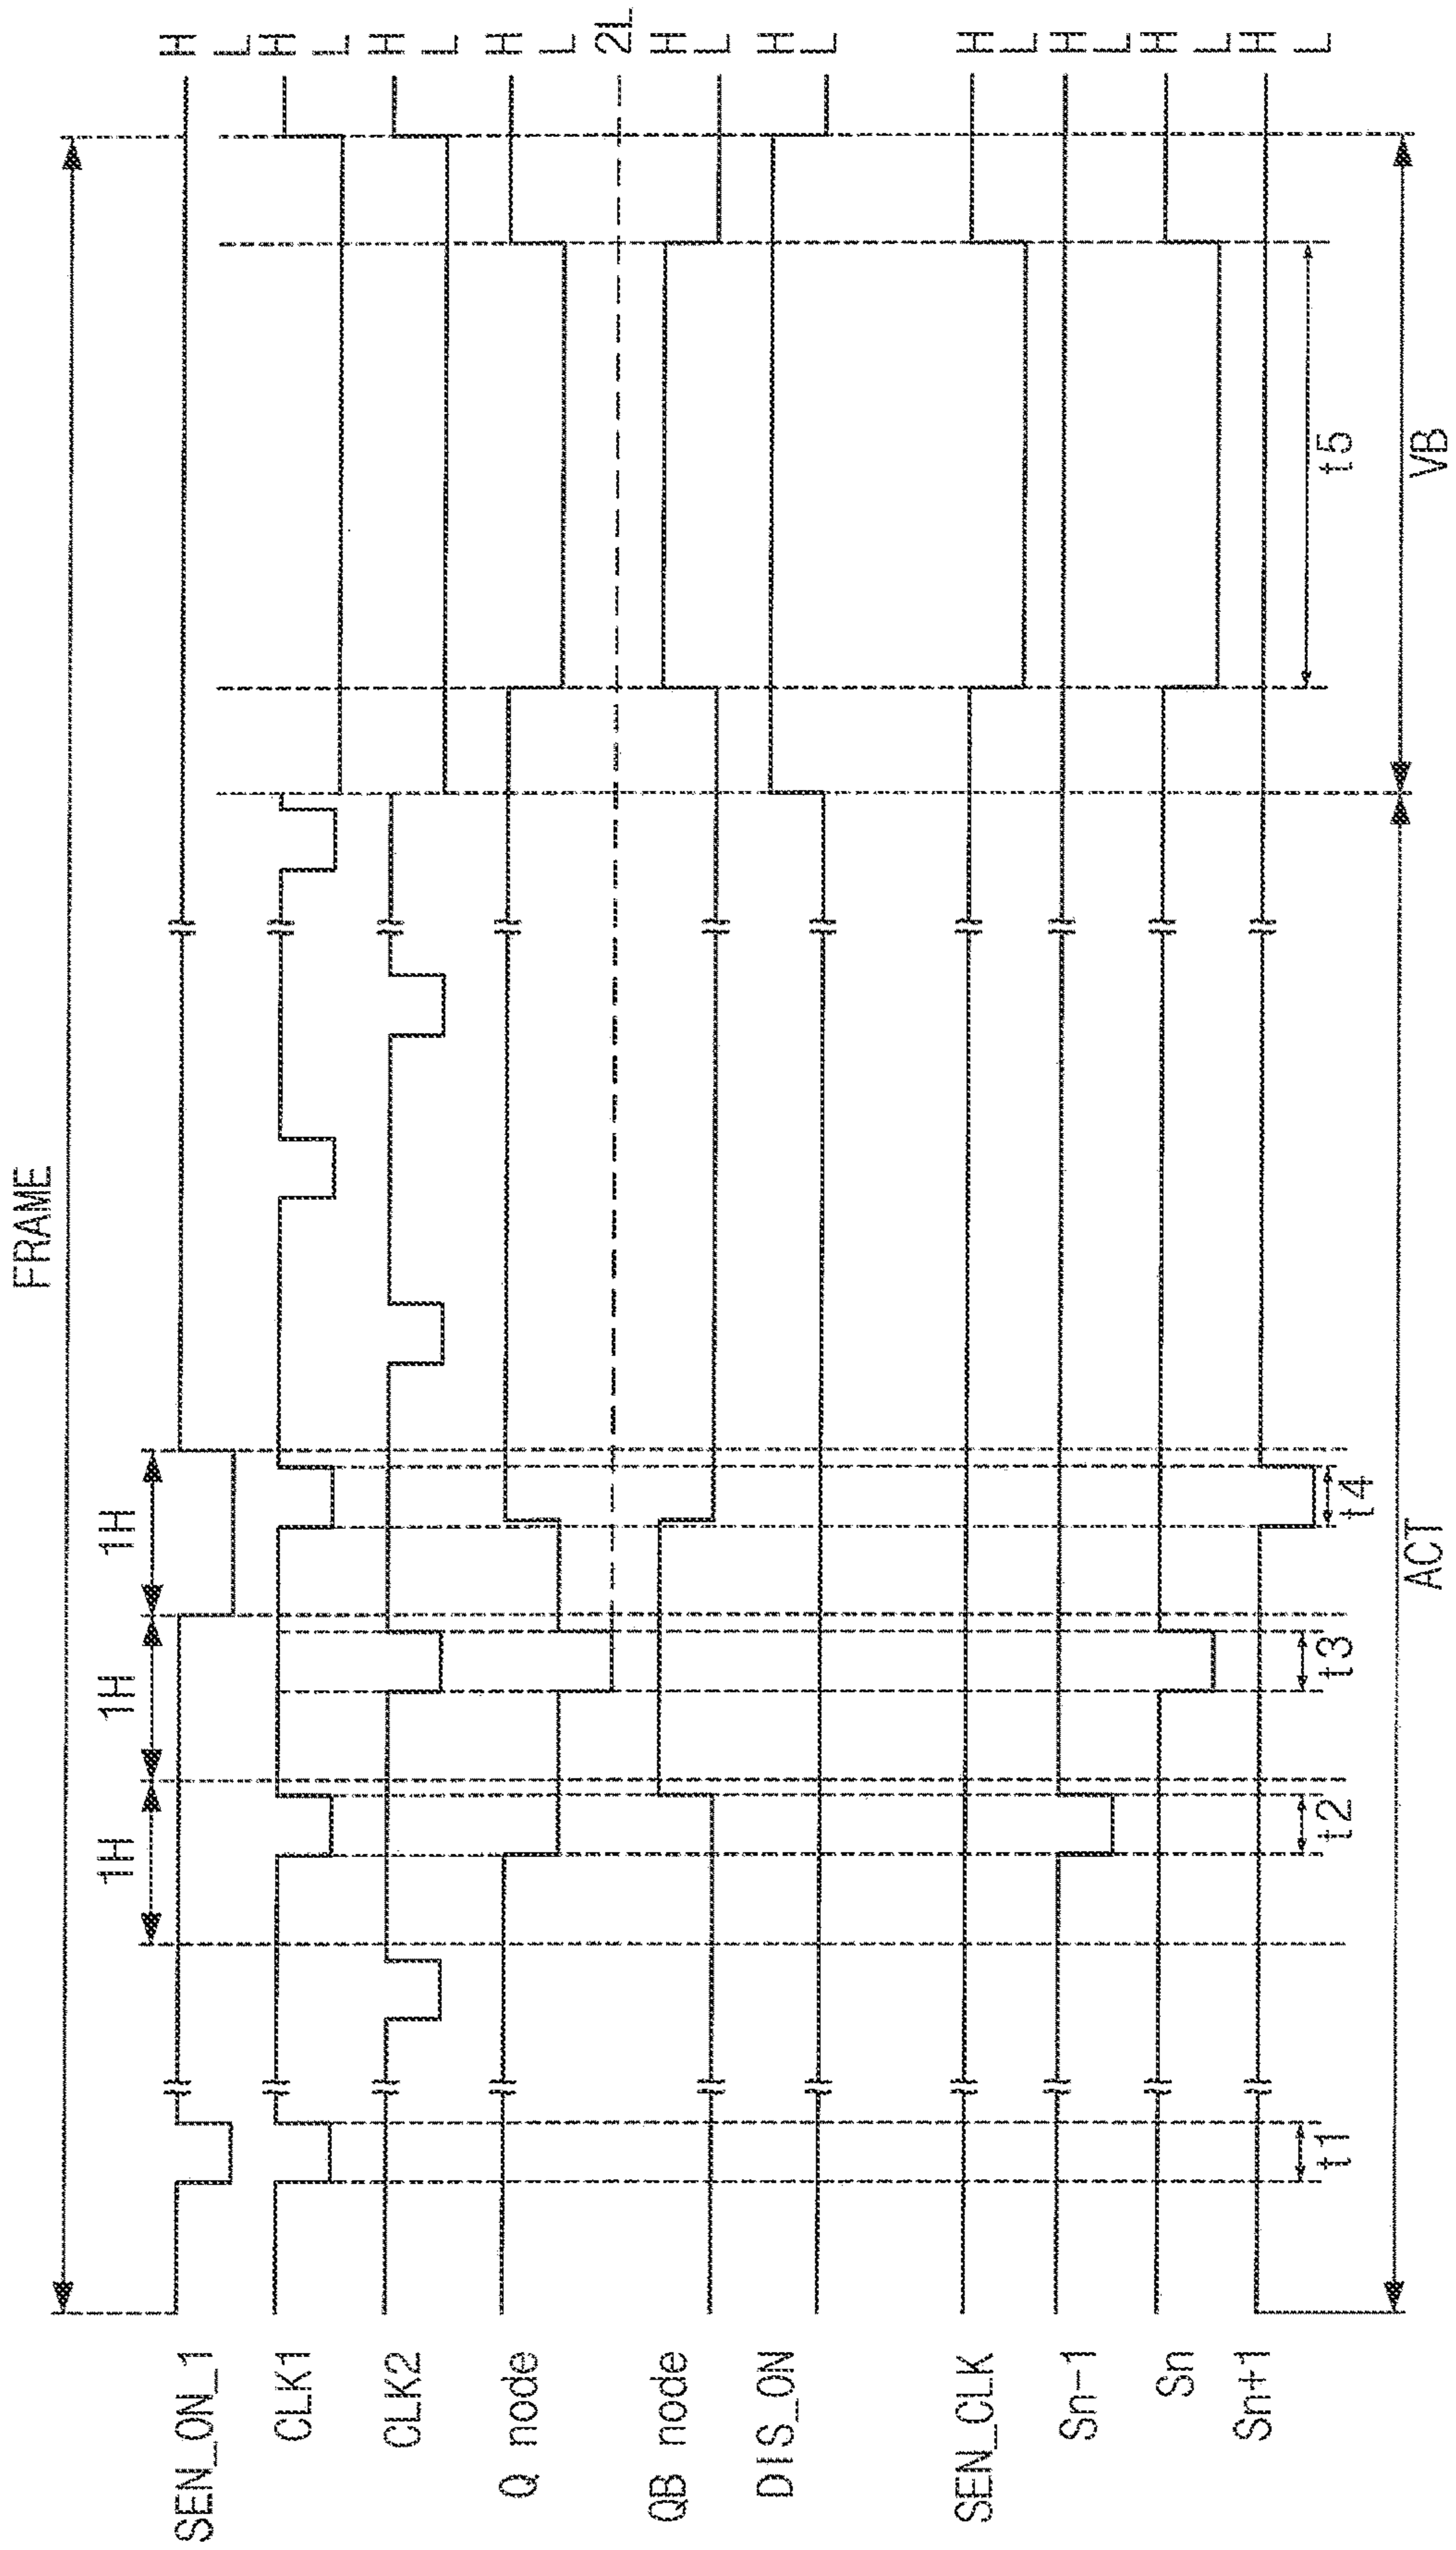 FRAME
1H 1H 1H
SEN_ON_1 H L
CLK1 H L
CLK2 H L
Q node H L 2L
QB node H L
DIS_ON H L
SEN_CLK H L
Sn-1 H L
Sn H L
Sn+1 H L
t1 t2 t3 t4 t5
ACT VB